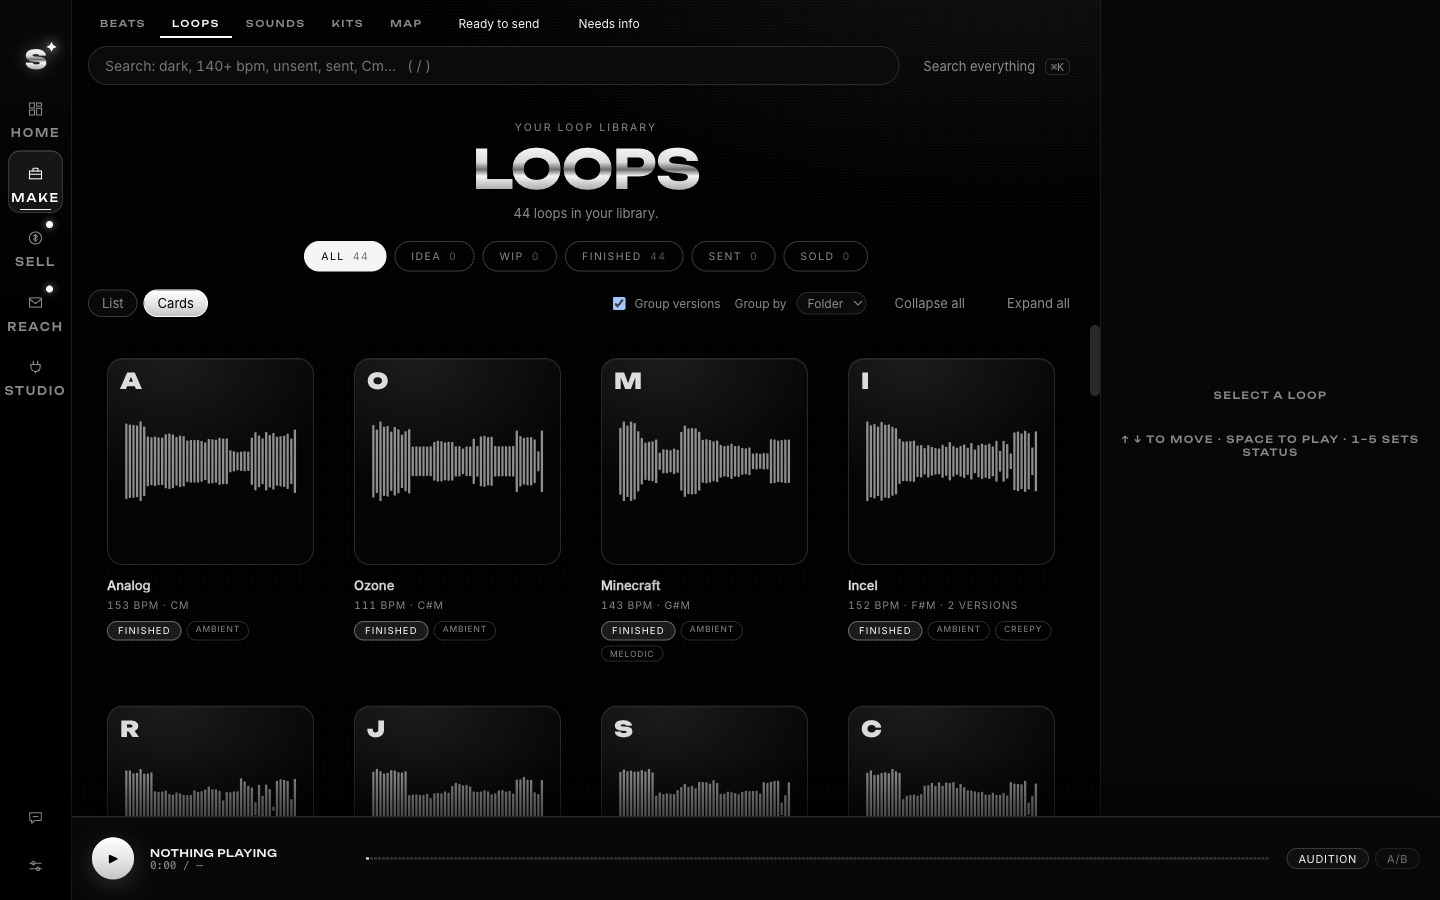 BEATS LOOPS SOUNDS KITS MAP Ready to send Needs info
S
Search: dark, 140+ bpm, unsent, sent, Cm... ( / ) Search everything ⌘K
HOME
MAKE
SELL
REACH
STUDIO
YOUR LOOP LIBRARY
LOOPS
44 loops in your library.
ALL 44 IDEA 0 WIP 0 FINISHED 44 SENT 0 SOLD 0
List Cards Group versions Group by Folder Collapse all Expand all
A O M I
Analog Ozone Minecraft Incel
153 BPM · CM 111 BPM · C#M 143 BPM · G#M 152 BPM · F#M · 2 VERSIONS
FINISHED AMBIENT FINISHED AMBIENT FINISHED AMBIENT FINISHED AMBIENT CREEPY
MELODIC
R J S C
SELECT A LOOP
↑ ↓ TO MOVE · SPACE TO PLAY · 1–5 SETS
STATUS
NOTHING PLAYING
0:00 / —
AUDITION A/B